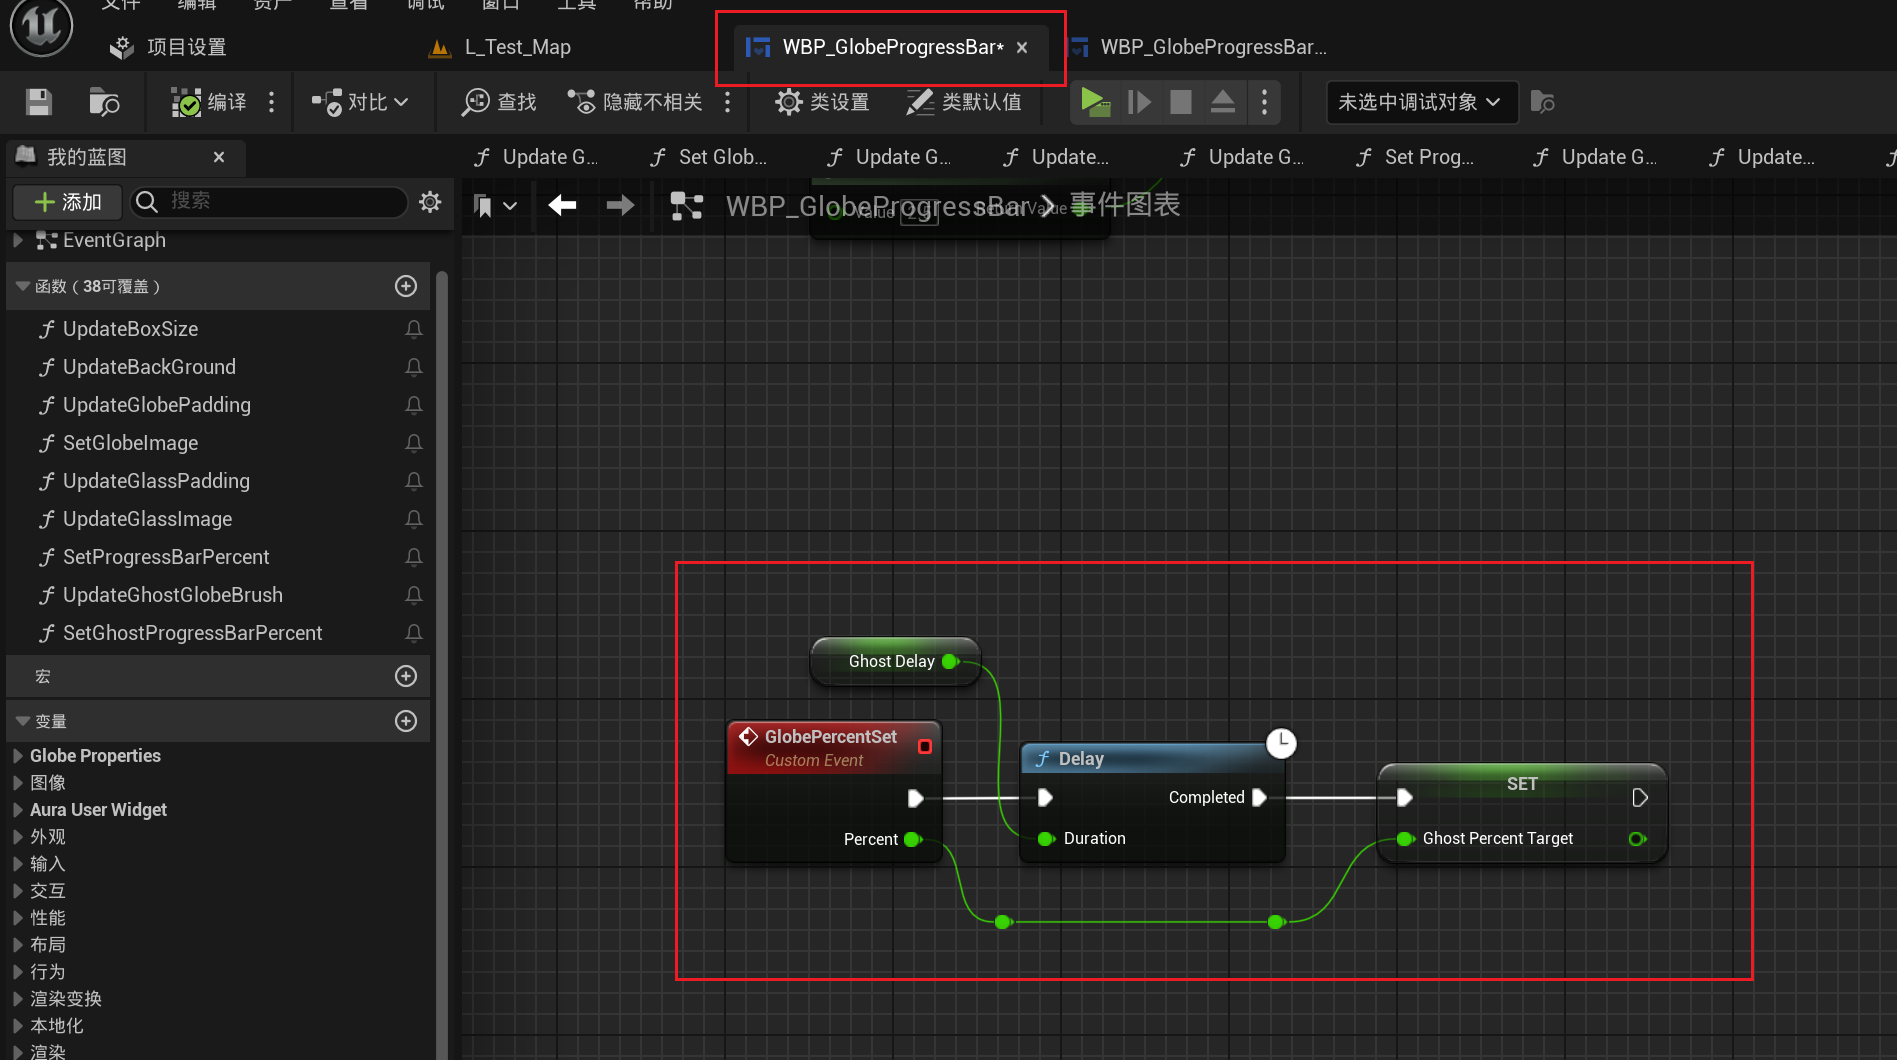 文件 编辑 资产 查看 调试 窗口 工具 帮助
项目设置 L_Test_Map WBP_GlobeProgressBar* WBP_GlobeProgressBar...
编译 对比 查找 隐藏不相关 类设置 类默认值 未选中调试对象
我的蓝图 Update G... Set Glob... Update G... Update... Update G... Set Prog... Update G... Update...
添加 搜索 WBP_GlobeProgressBar 事件图表
Value Return Value
EventGraph
函数 ( 38可覆盖 )
UpdateBoxSize
UpdateBackGround
UpdateGlobePadding
SetGlobeImage
UpdateGlassPadding
UpdateGlassImage
SetProgressBarPercent
UpdateGhostGlobeBrush
SetGhostProgressBarPercent
宏
变量
Globe Properties
图像
Aura User Widget
外观
输入
交互
性能
布局
行为
渲染变换
本地化
渲染
Ghost Delay
GlobePercentSet
Custom Event
Percent
Delay
Completed
Duration
SET
Ghost Percent Target